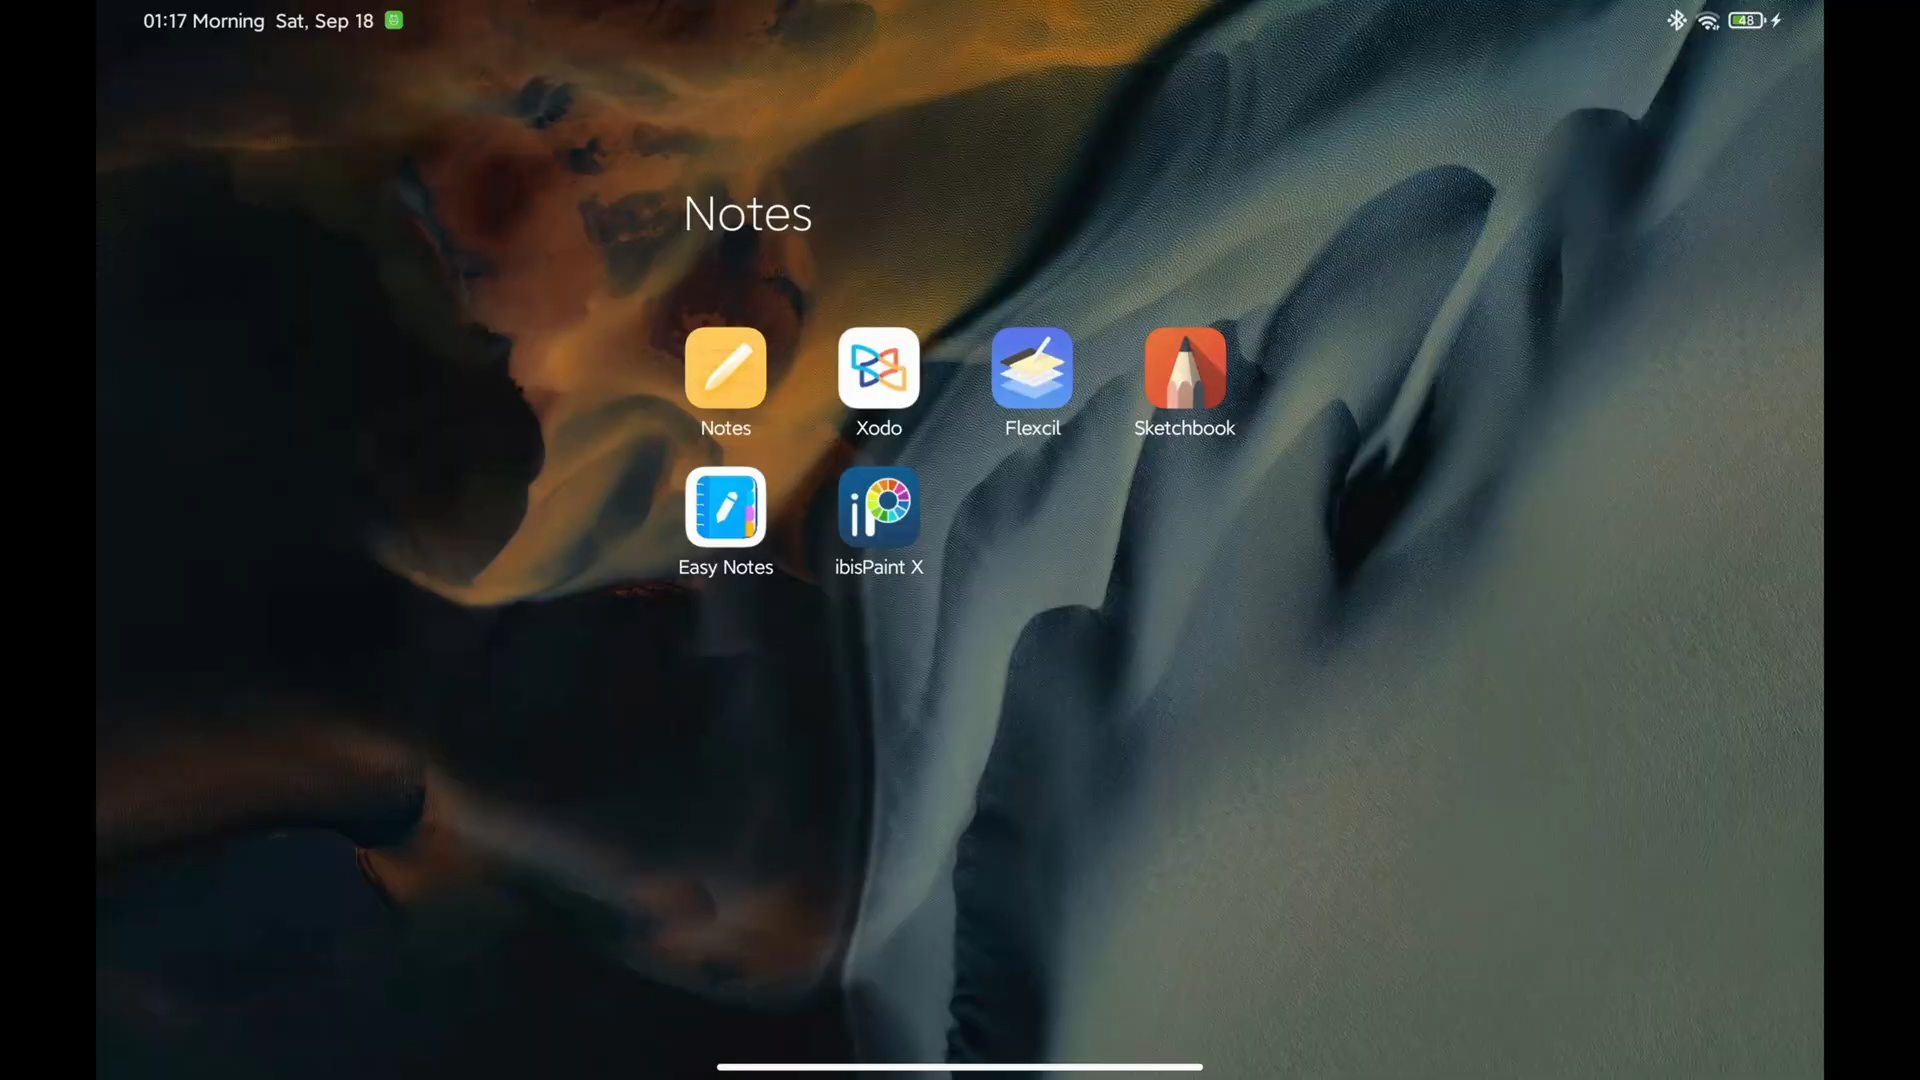 01:17 Morning Sat, Sep 18
48
Notes
Notes Xodo Flexcil Sketchbook
Easy Notes ibisPaint X